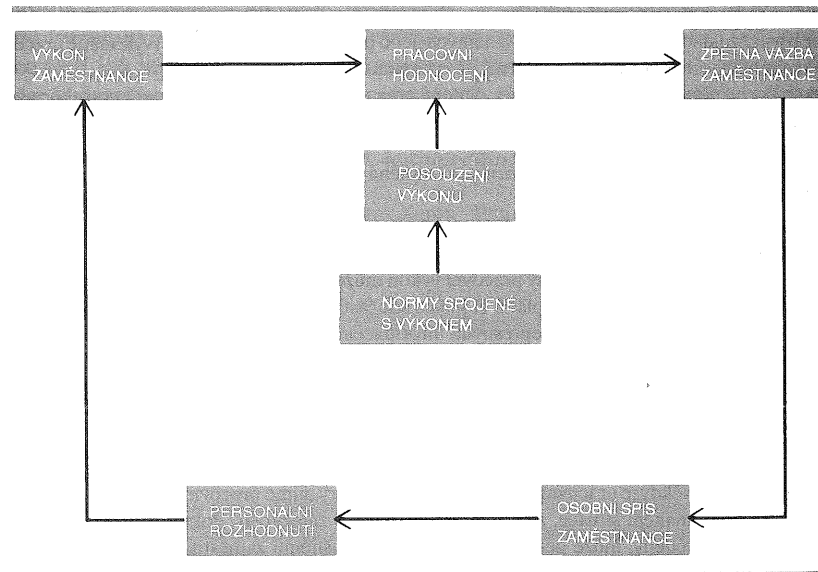 VÝKON
ZAMĚSTNANCE
PRACOVNÍ
HODNOCENÍ
ZPĚTNÁ VAZBA
ZAMĚSTNANCE
POSOUZENÍ
VÝKONU
NORMY SPOJENÉ
S VÝKONEM
PERSONÁLNÍ
ROZHODNUTÍ
OSOBNÍ SPIS
ZAMĚSTNANCE